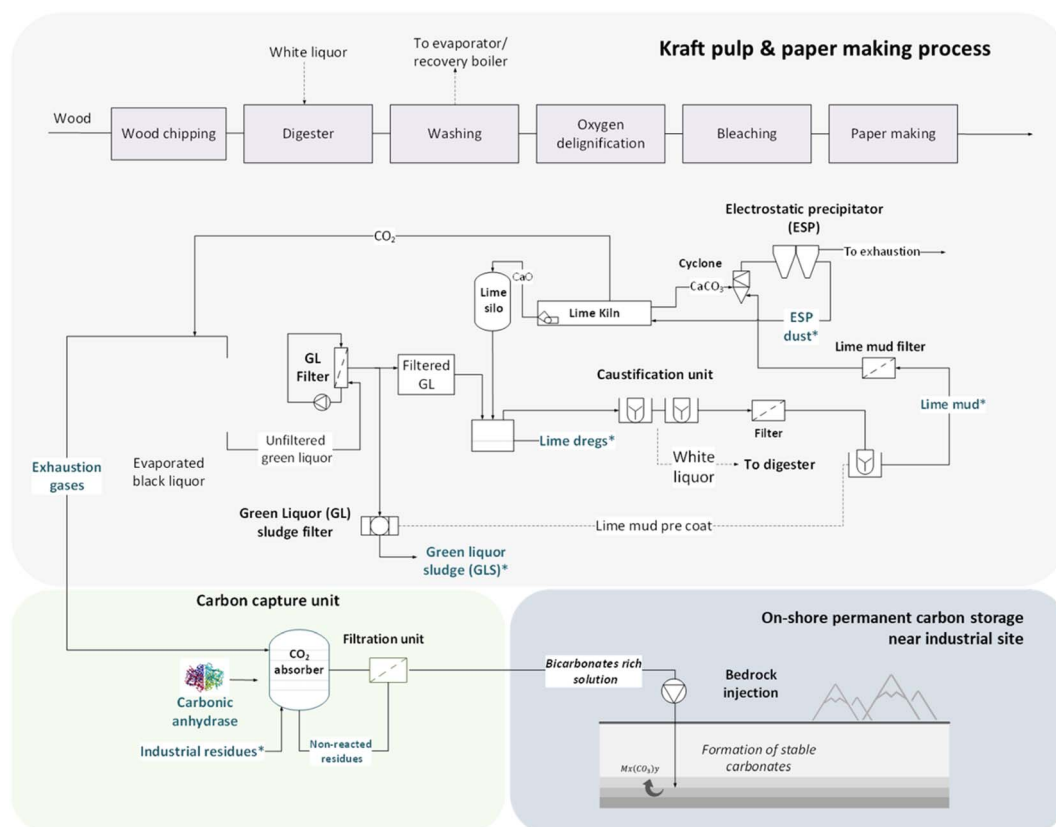 Kraft pulp & paper making process
White liquor
To evaporator/
recovery boiler
Wood
Wood chipping
Digester
Washing
Oxygen
delignification
Bleaching
Paper making
Electrostatic precipitator
(ESP)
CO₂
To exhaustion
Cyclone
CaO
CaCO₃
Lime
silo
Lime Kiln
ESP
dust*
Lime mud filter
GL
Filter
Filtered
GL
Caustification unit
Lime mud*
Filter
Unfiltered
green liquor
Lime dregs*
White
liquor
To digester
Exhaustion
gases
Evaporated
black liquor
Green Liquor (GL)
sludge filter
Lime mud pre coat
Green liquor
sludge (GLS)*
Carbon capture unit
CO₂
absorber
Filtration unit
Carbonic
anhydrase
Industrial residues*
Non-reacted
residues
On-shore permanent carbon storage
near industrial site
Bicarbonates rich
solution
Bedrock
injection
Formation of stable
carbonates
Mx(CO₃)y